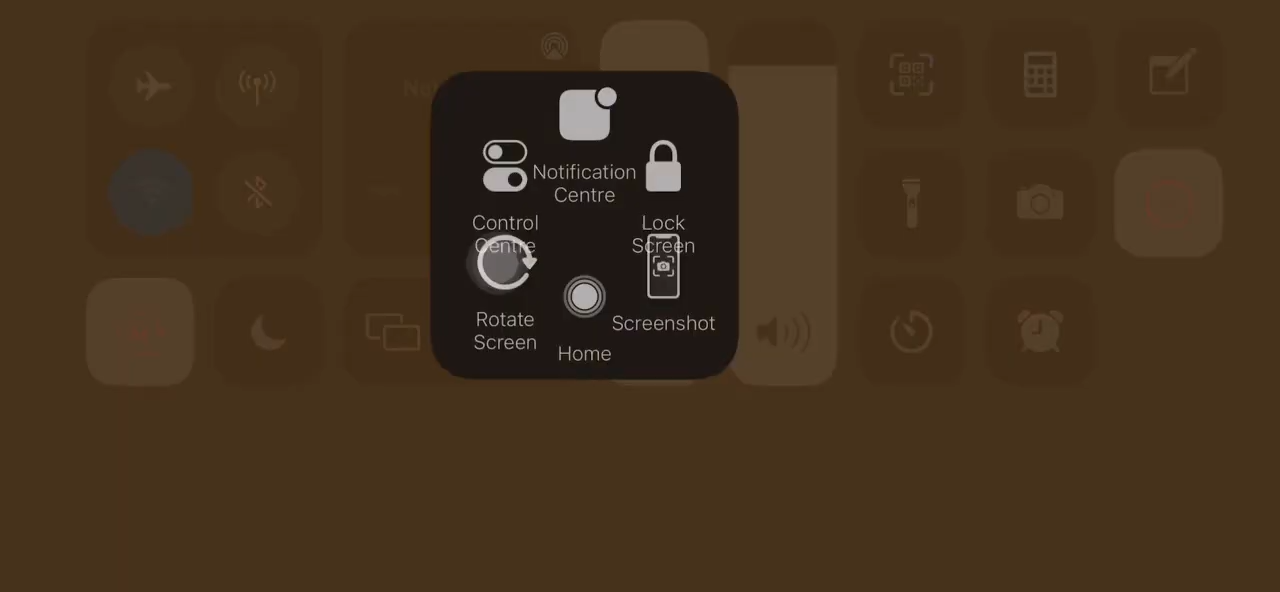 Notification
Centre
Control
Centre
Lock
Screen
Rotate
Screen
Screenshot
Home